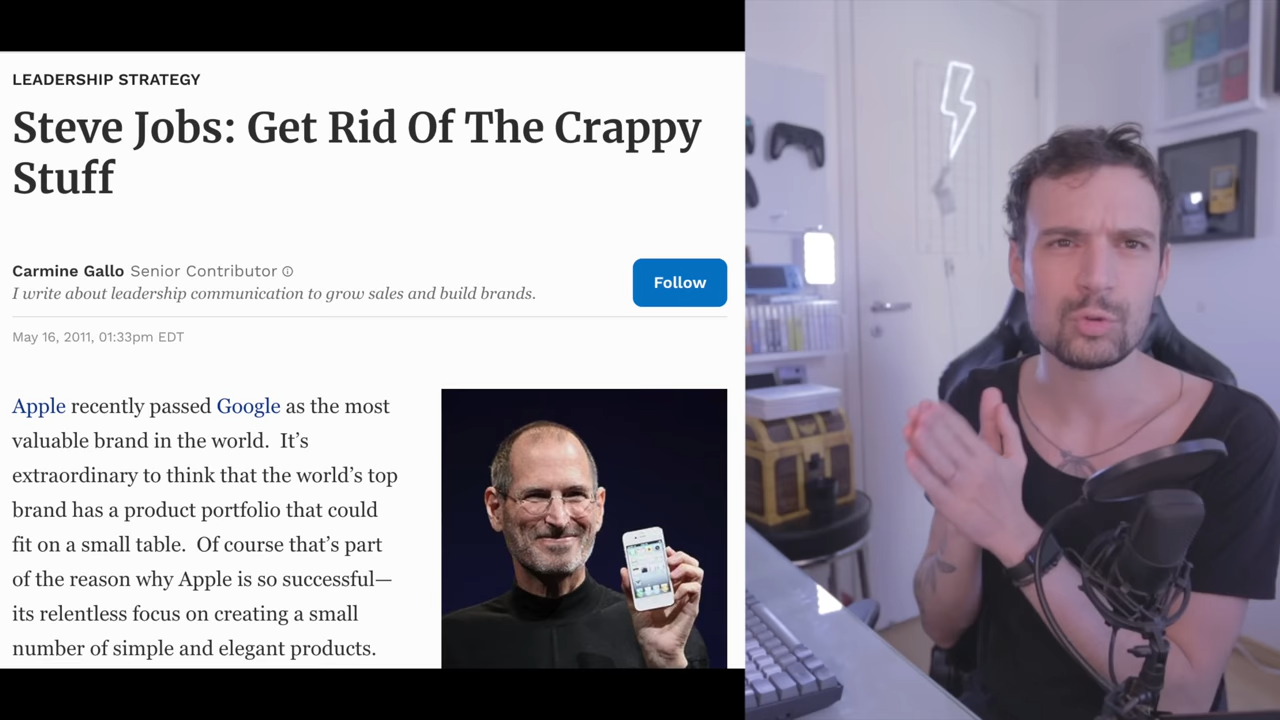 LEADERSHIP STRATEGY
Steve Jobs: Get Rid Of The Crappy
Stuff
Carmine Gallo Senior Contributor
I write about leadership communication to grow sales and build brands.
Follow
May 16, 2011, 01:33pm EDT
Apple recently passed Google as the most
valuable brand in the world. It’s
extraordinary to think that the world’s top
brand has a product portfolio that could
fit on a small table. Of course that’s part
of the reason why Apple is so successful—
its relentless focus on creating a small
number of simple and elegant products.